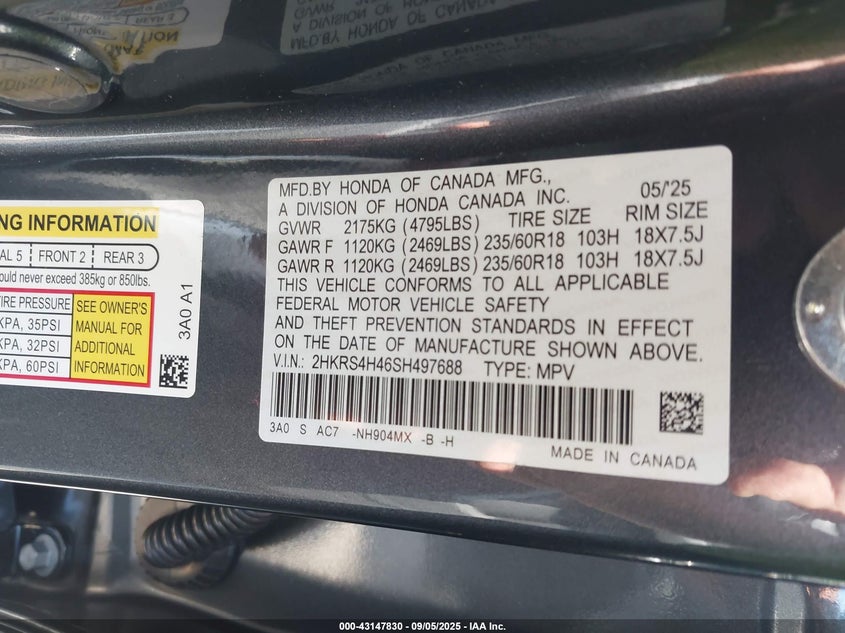 NG INFORMATION
AL 5 FRONT 2 REAR 3
ould never exceed 385kg or 850lbs.
TIRE PRESSURE
KPA, 35PSI
KPA, 32PSI
KPA, 60PSI
SEE OWNER'S
MANUAL FOR
ADDITIONAL
INFORMATION
3A0 A1
MFD.BY HONDA OF CANADA MFG., 05/'25
A DIVISION OF HONDA CANADA INC.
GVWR 2175KG (4795LBS) TIRE SIZE RIM SIZE
GAWR F 1120KG (2469LBS) 235/60R18 103H 18X7.5J
GAWR R 1120KG (2469LBS) 235/60R18 103H 18X7.5J
THIS VEHICLE CONFORMS TO ALL APPLICABLE
FEDERAL MOTOR VEHICLE SAFETY
AND THEFT PREVENTION STANDARDS IN EFFECT
ON THE DATE OF MANUFACTURE SHOWN ABOVE.
V.I.N.: 2HKRS4H46SH497688 TYPE: MPV
3A0 S AC7 -NH904MX -B -H
MADE IN CANADA
000-43147830 - 09/05/2025 - IAA Inc.